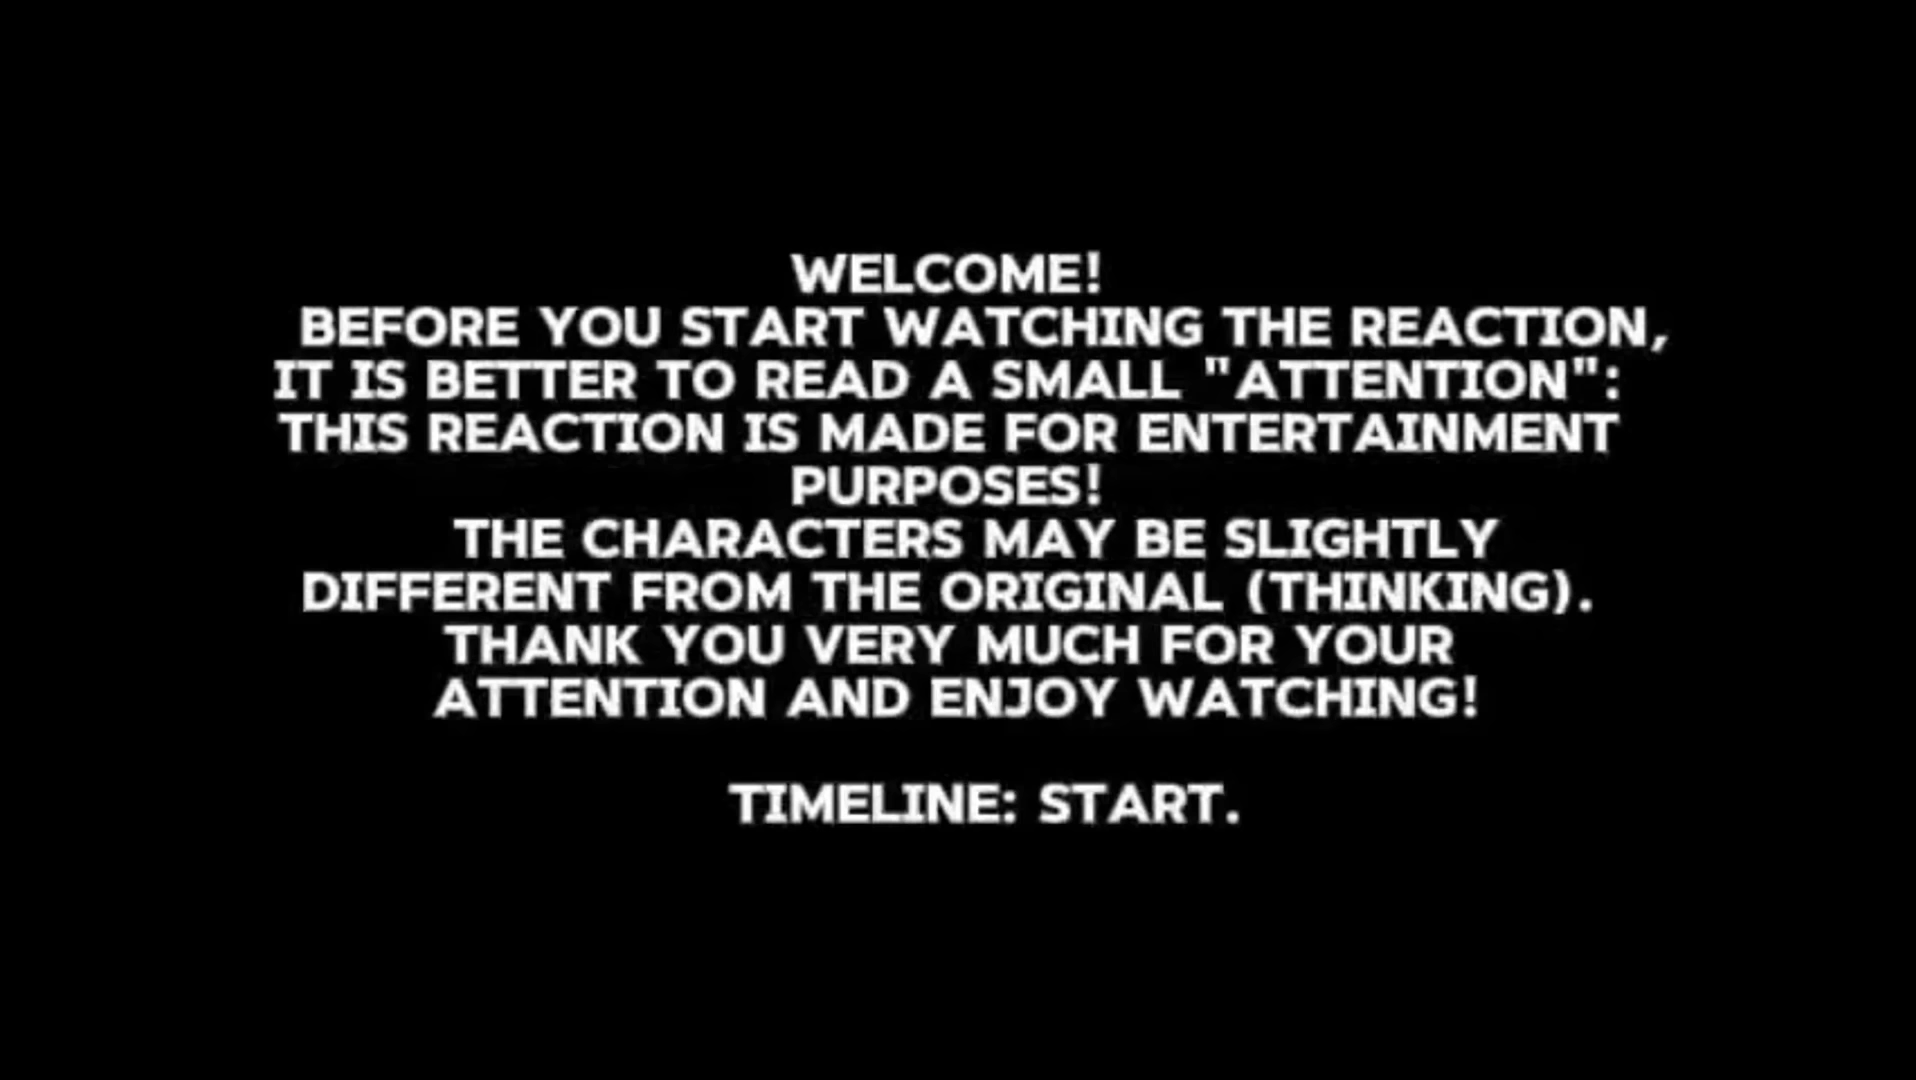 WELCOME!
BEFORE YOU START WATCHING THE REACTION,
IT IS BETTER TO READ A SMALL "ATTENTION":
THIS REACTION IS MADE FOR ENTERTAINMENT
PURPOSES!
THE CHARACTERS MAY BE SLIGHTLY
DIFFERENT FROM THE ORIGINAL (THINKING).
THANK YOU VERY MUCH FOR YOUR
ATTENTION AND ENJOY WATCHING!
TIMELINE: START.